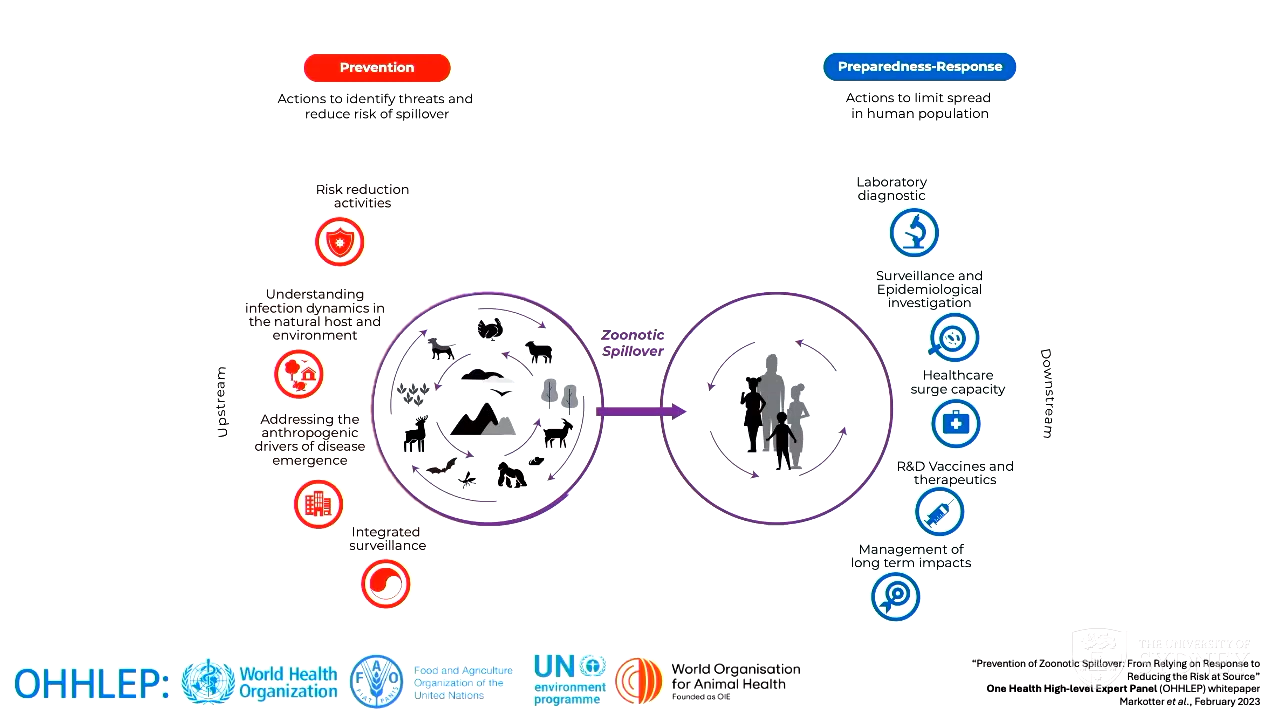 Prevention
Actions to identify threats and
reduce risk of spillover
Preparedness-Response
Actions to limit spread
in human population
Risk reduction
activities
Understanding
infection dynamics in
the natural host and
environment
Addressing the
anthropogenic
drivers of disease
emergence
Integrated
surveillance
Upstream
Zoonotic
Spillover
Laboratory
diagnostic
Surveillance and
Epidemiological
investigation
Healthcare
surge capacity
R&D Vaccines and
therapeutics
Management of
long term impacts
Downstream
OHHLEP:
World Health
Organization
F A O
FIAT PANIS
Food and Agriculture
Organization of the
United Nations
UN
environment
programme
World Organisation
for Animal Health
Founded as OIE
THE UNIVERSITY OF
"Prevention of Zoonotic Spillover: From Relying on Response to
Reducing the Risk at Source"
One Health High-level Expert Panel (OHHLEP) whitepaper
Markotter et al., February 2023